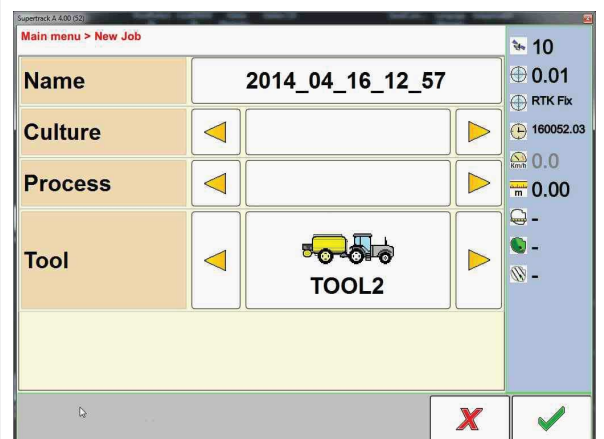 Supertrack A 4.00 (52)
Main menu > New Job
Name
2014_04_16_12_57
Culture
Process
Tool
TOOL2
10
0.01
RTK Fix
160052.03
Km/h 0.0
m 0.00
-
-
-
X